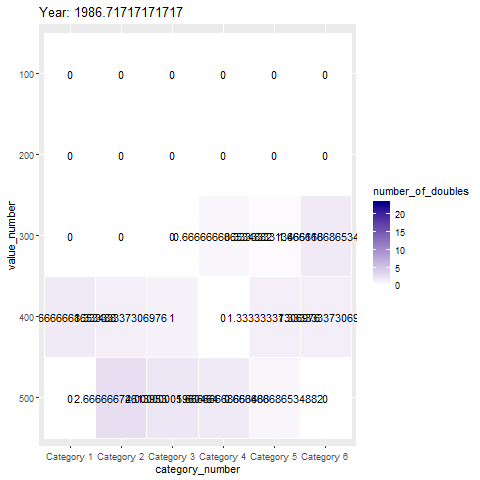 Year: 1986.71717171717
number_of_doubles
value_number
100 0 0 0 0 0 0
200 0 0 0 0 0 0
300 0 0 0
400 1 0
500 0 0
Category 1 Category 2 Category 3 Category 4 Category 5 Category 6
category_number
20
15
10
5
0